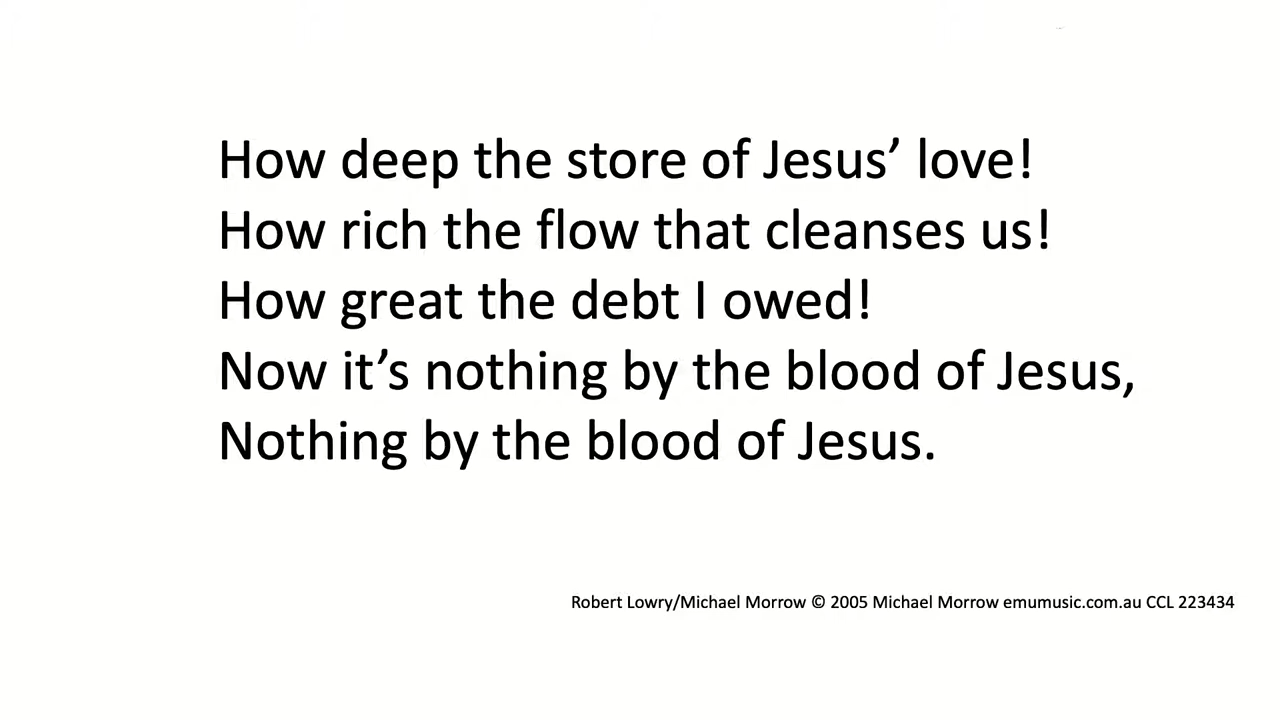 How deep the store of Jesus’ love!
How rich the flow that cleanses us!
How great the debt I owed!
Now it’s nothing by the blood of Jesus,
Nothing by the blood of Jesus.
Robert Lowry/Michael Morrow © 2005 Michael Morrow emumusic.com.au CCL 223434